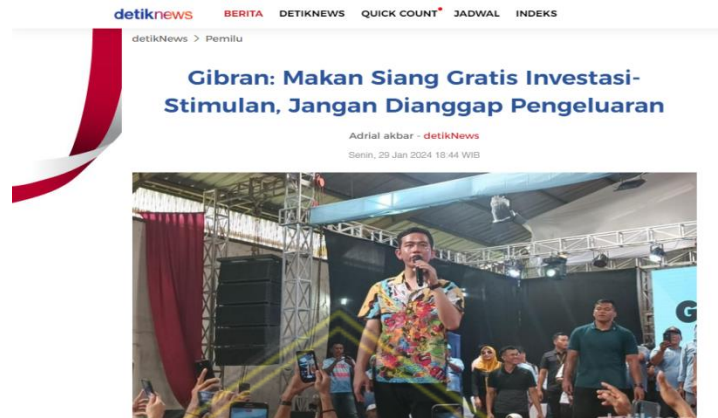 detiknews BERITA DETIKNEWS QUICK COUNT JADWAL INDEKS
detikNews > Pemilu
Gibran: Makan Siang Gratis Investasi-
Stimulan, Jangan Dianggap Pengeluaran
Adrial akbar - detikNews
Senin, 29 Jan 2024 18:44 WIB
G